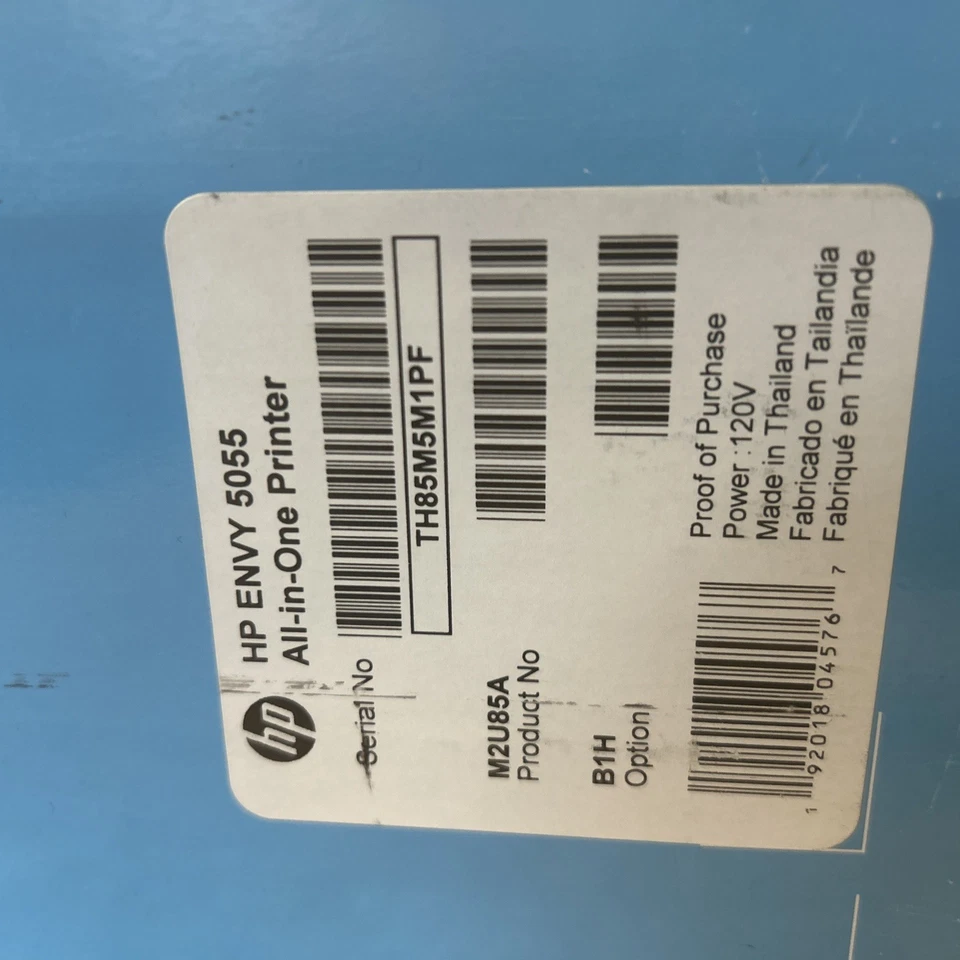 hp
HP ENVY 5055
All-in-One Printer
Serial No
TH85M5M1PF
M2U85A
Product No
B1H
Option
1 92018 04576 7
Proof of Purchase
Power :120V
Made in Thailand
Fabricado en Tailandia
Fabriqué en Thaïlande